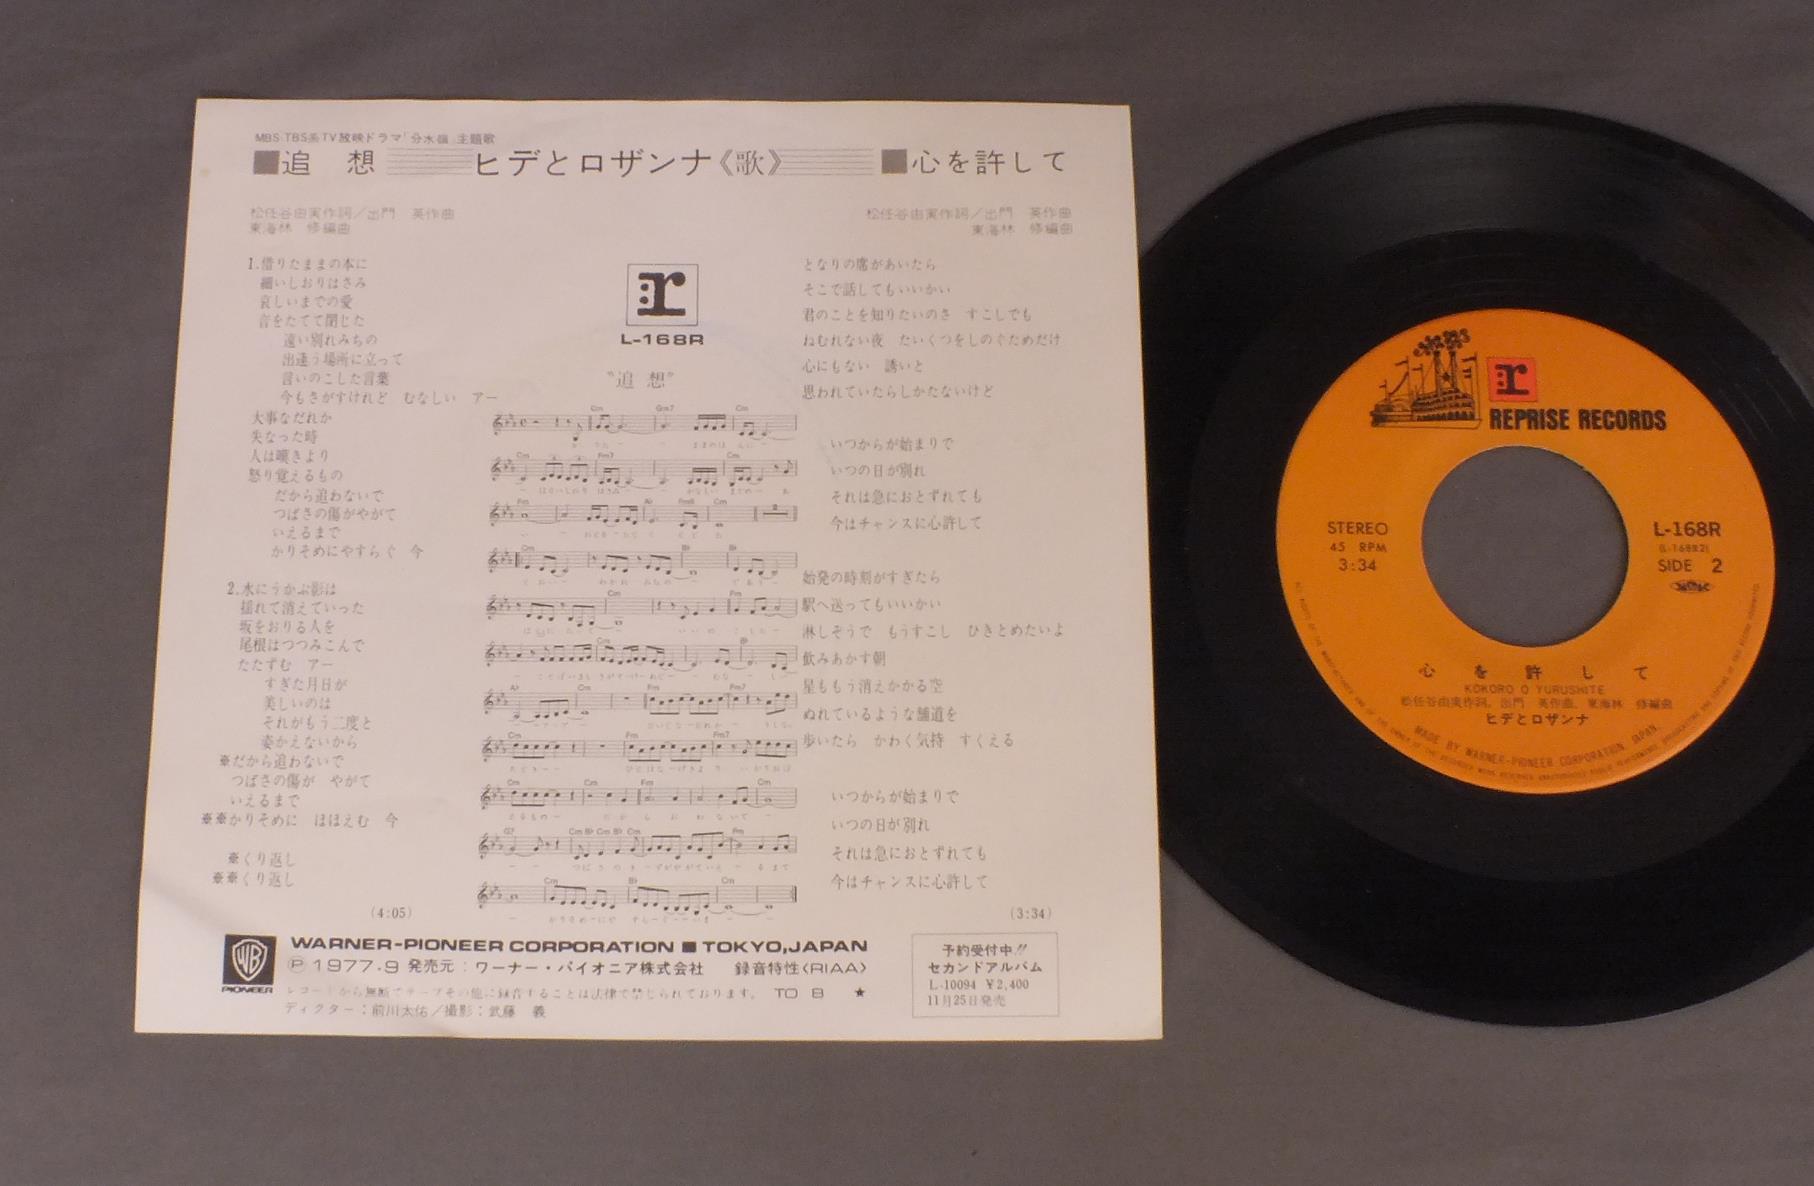 MBS・TBS系TV放映ドラマ「分水嶺」主題歌
■追 想 ヒデとロザンナ《歌》 ■心を許して
松任谷由実作詞／出門 英作曲
東海林 修編曲
松任谷由実作詞／出門 英作曲
東海林 修編曲
1.借りたままの本に
細いしおりはさみ
哀しいまでの愛
音をたてて閉じた
遠い別れみちの
出逢う場所に立って
言いのこした言葉
今もさがすけれど むなしい アー
大事なだれか
失なった時
人は嘆きより
怒り覚えるもの
だから追わないで
つばさの傷がやがて
いえるまで
かりそめにやすらぐ 今
2.水にうかぶ影は
揺れて消えていった
坂をおりる人を
尾根はつつみこんで
たたずむ アー
すぎた月日が
美しいのは
それがもう二度と
姿かえないから
※だから追わないで
つばさの傷が やがて
いえるまで
※※かりそめに ほほえむ 今
※くり返し
※※くり返し
(4:05)
r
L-168R
"追 想"
となりの席があいたら
そこで話してもいいかい
君のことを知りたいのさ すこしでも
ねむれない夜 たいくつをしのぐためだけ
心にもない 誘いと
思われていたらしかたないけど
いつからが始まりで
いつの日が別れ
それは急におとずれても
今はチャンスに心許して
始発の時刻がすぎたら
駅へ送ってもいいかい
淋しそうで もうすこし ひきとめたいよ
飲みあかす朝
星ももう消えかかる空
ぬれているような舗道を
歩いたら かわく気持 すくえる
いつからが始まりで
いつの日が別れ
それは急におとずれても
今はチャンスに心許して
(3:34)
WB
PIONEER
WARNER-PIONEER CORPORATION ■ TOKYO,JAPAN
Ⓟ1977・9 発売元：ワーナー・パイオニア株式会社 録音特性〈RIAA〉
レコードから無断でテープその他に録音することは法律で禁じられております。 TO B ★
ディクター：前川太佑／撮影：武藤 義
予約受付中!!
セカンドアルバム
L-10094 ¥2,400
11月25日発売
r
REPRISE RECORDS
STEREO
45 RPM
3:34
L-168R
(L-168R2)
SIDE 2
心を許して
KOKORO O YURUSHITE
松任谷由実作詞、出門 英作曲、東海林 修編曲
ヒデとロザンナ
MADE BY WARNER-PIONEER CORPORATION, JAPAN.